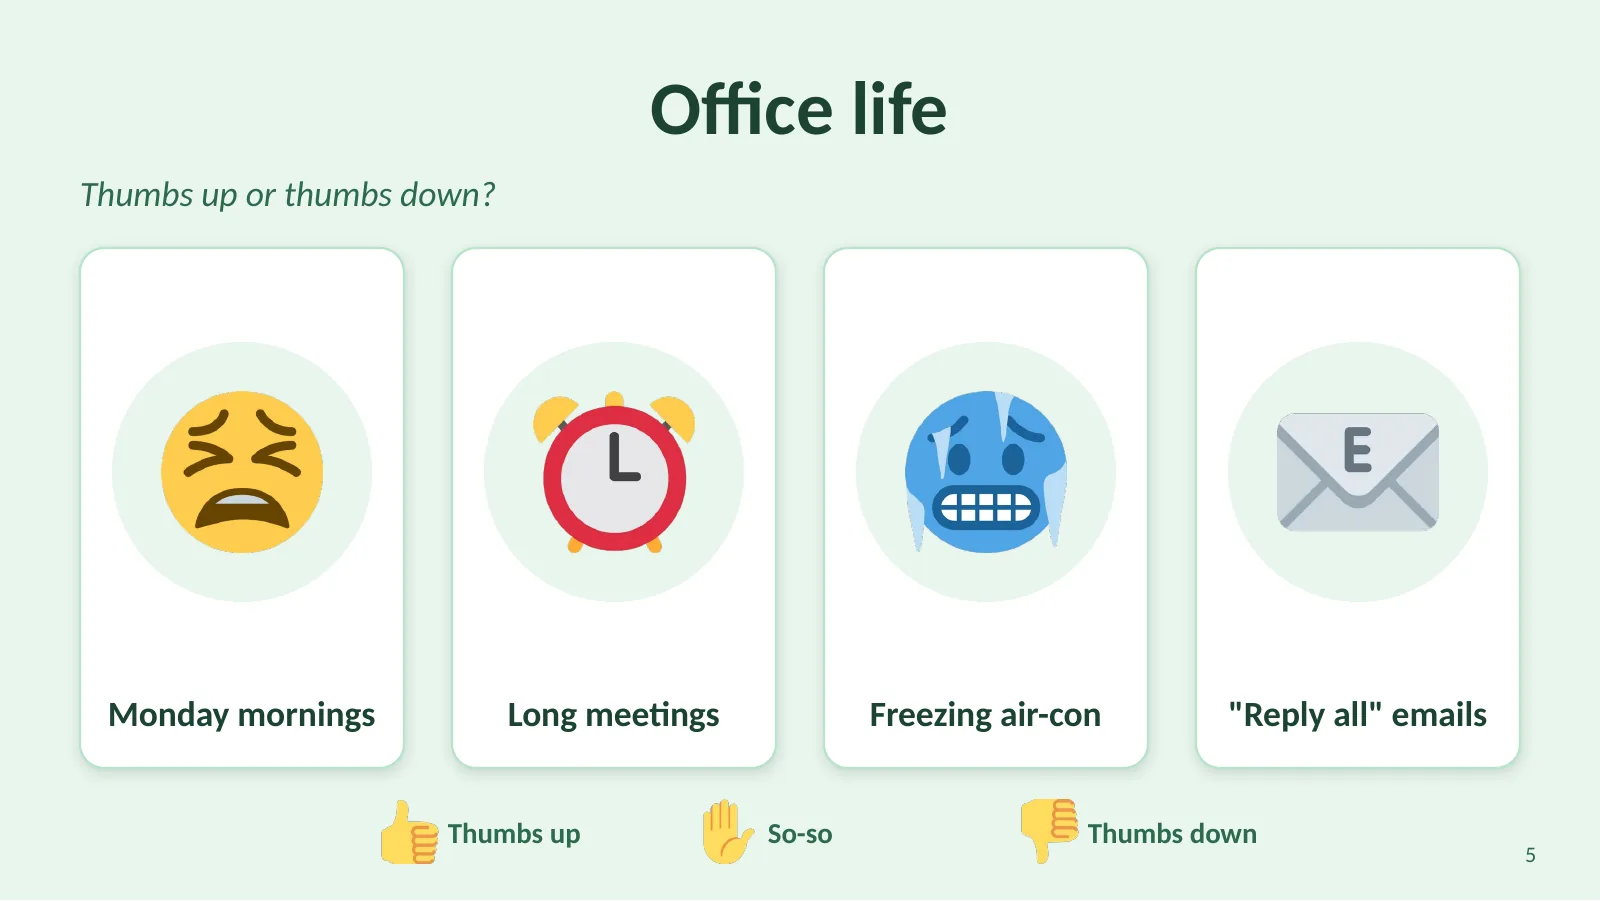 Office life
Thumbs up or thumbs down?
E
Monday mornings
Long meetings
Freezing air-con
"Reply all" emails
Thumbs up
So-so
Thumbs down
5